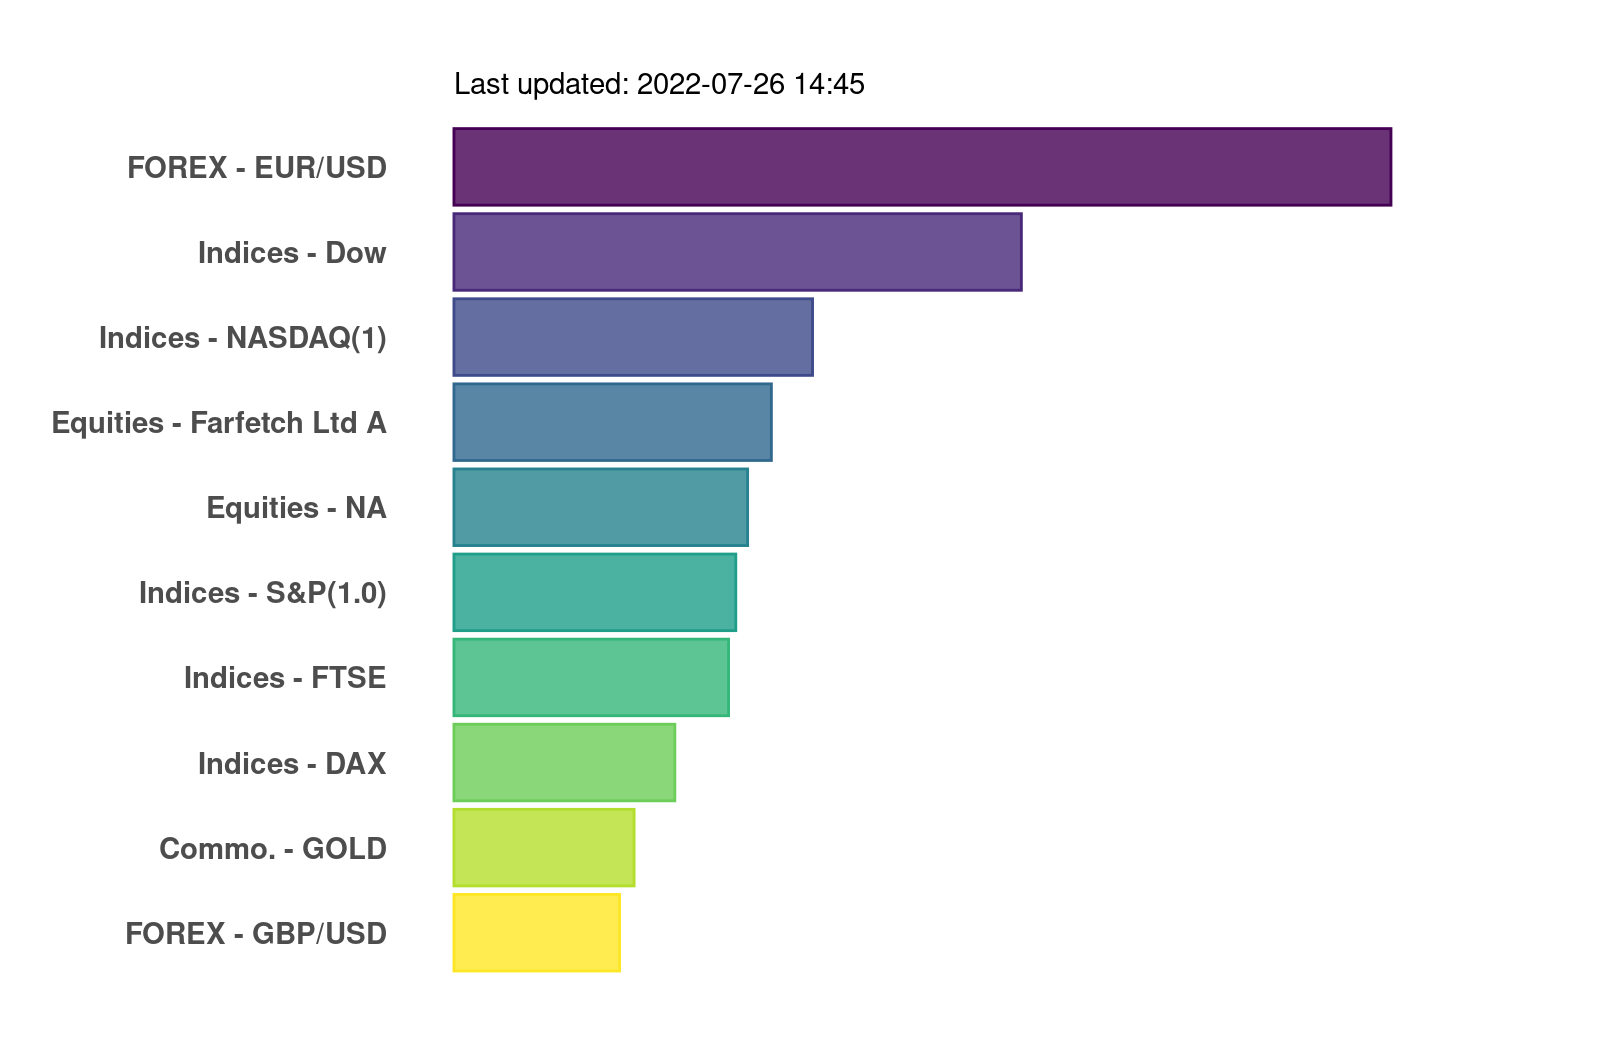 Last updated: 2022-07-26 14:45
FOREX - EUR/USD
Indices - Dow
Indices - NASDAQ(1)
Equities - Farfetch Ltd A
Equities - NA
Indices - S&P(1.0)
Indices - FTSE
Indices - DAX
Commo. - GOLD
FOREX - GBP/USD